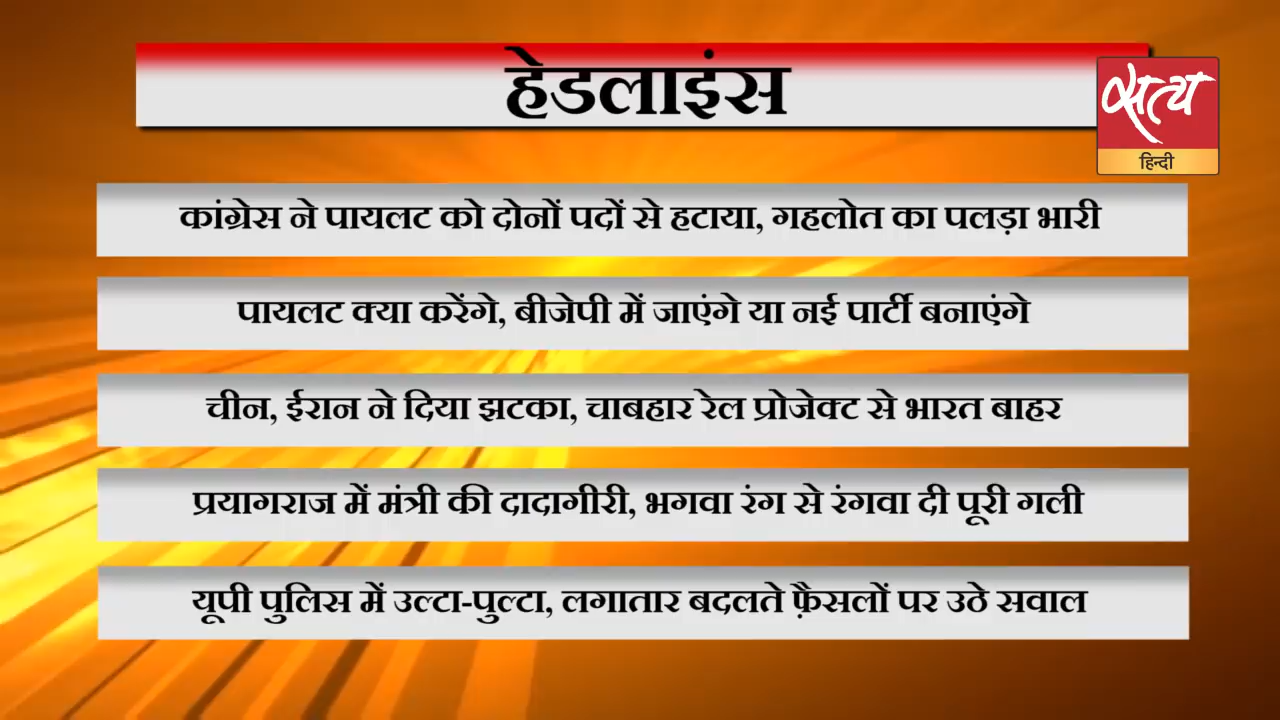 हेडलाइंस
सत्य
हिन्दी
कांग्रेस ने पायलट को दोनों पदों से हटाया, गहलोत का पलड़ा भारी
पायलट क्या करेंगे, बीजेपी में जाएंगे या नई पार्टी बनाएंगे
चीन, ईरान ने दिया झटका, चाबहार रेल प्रोजेक्ट से भारत बाहर
प्रयागराज में मंत्री की दादागीरी, भगवा रंग से रंगवा दी पूरी गली
यूपी पुलिस में उल्टा-पुल्टा, लगातार बदलते फ़ैसलों पर उठे सवाल